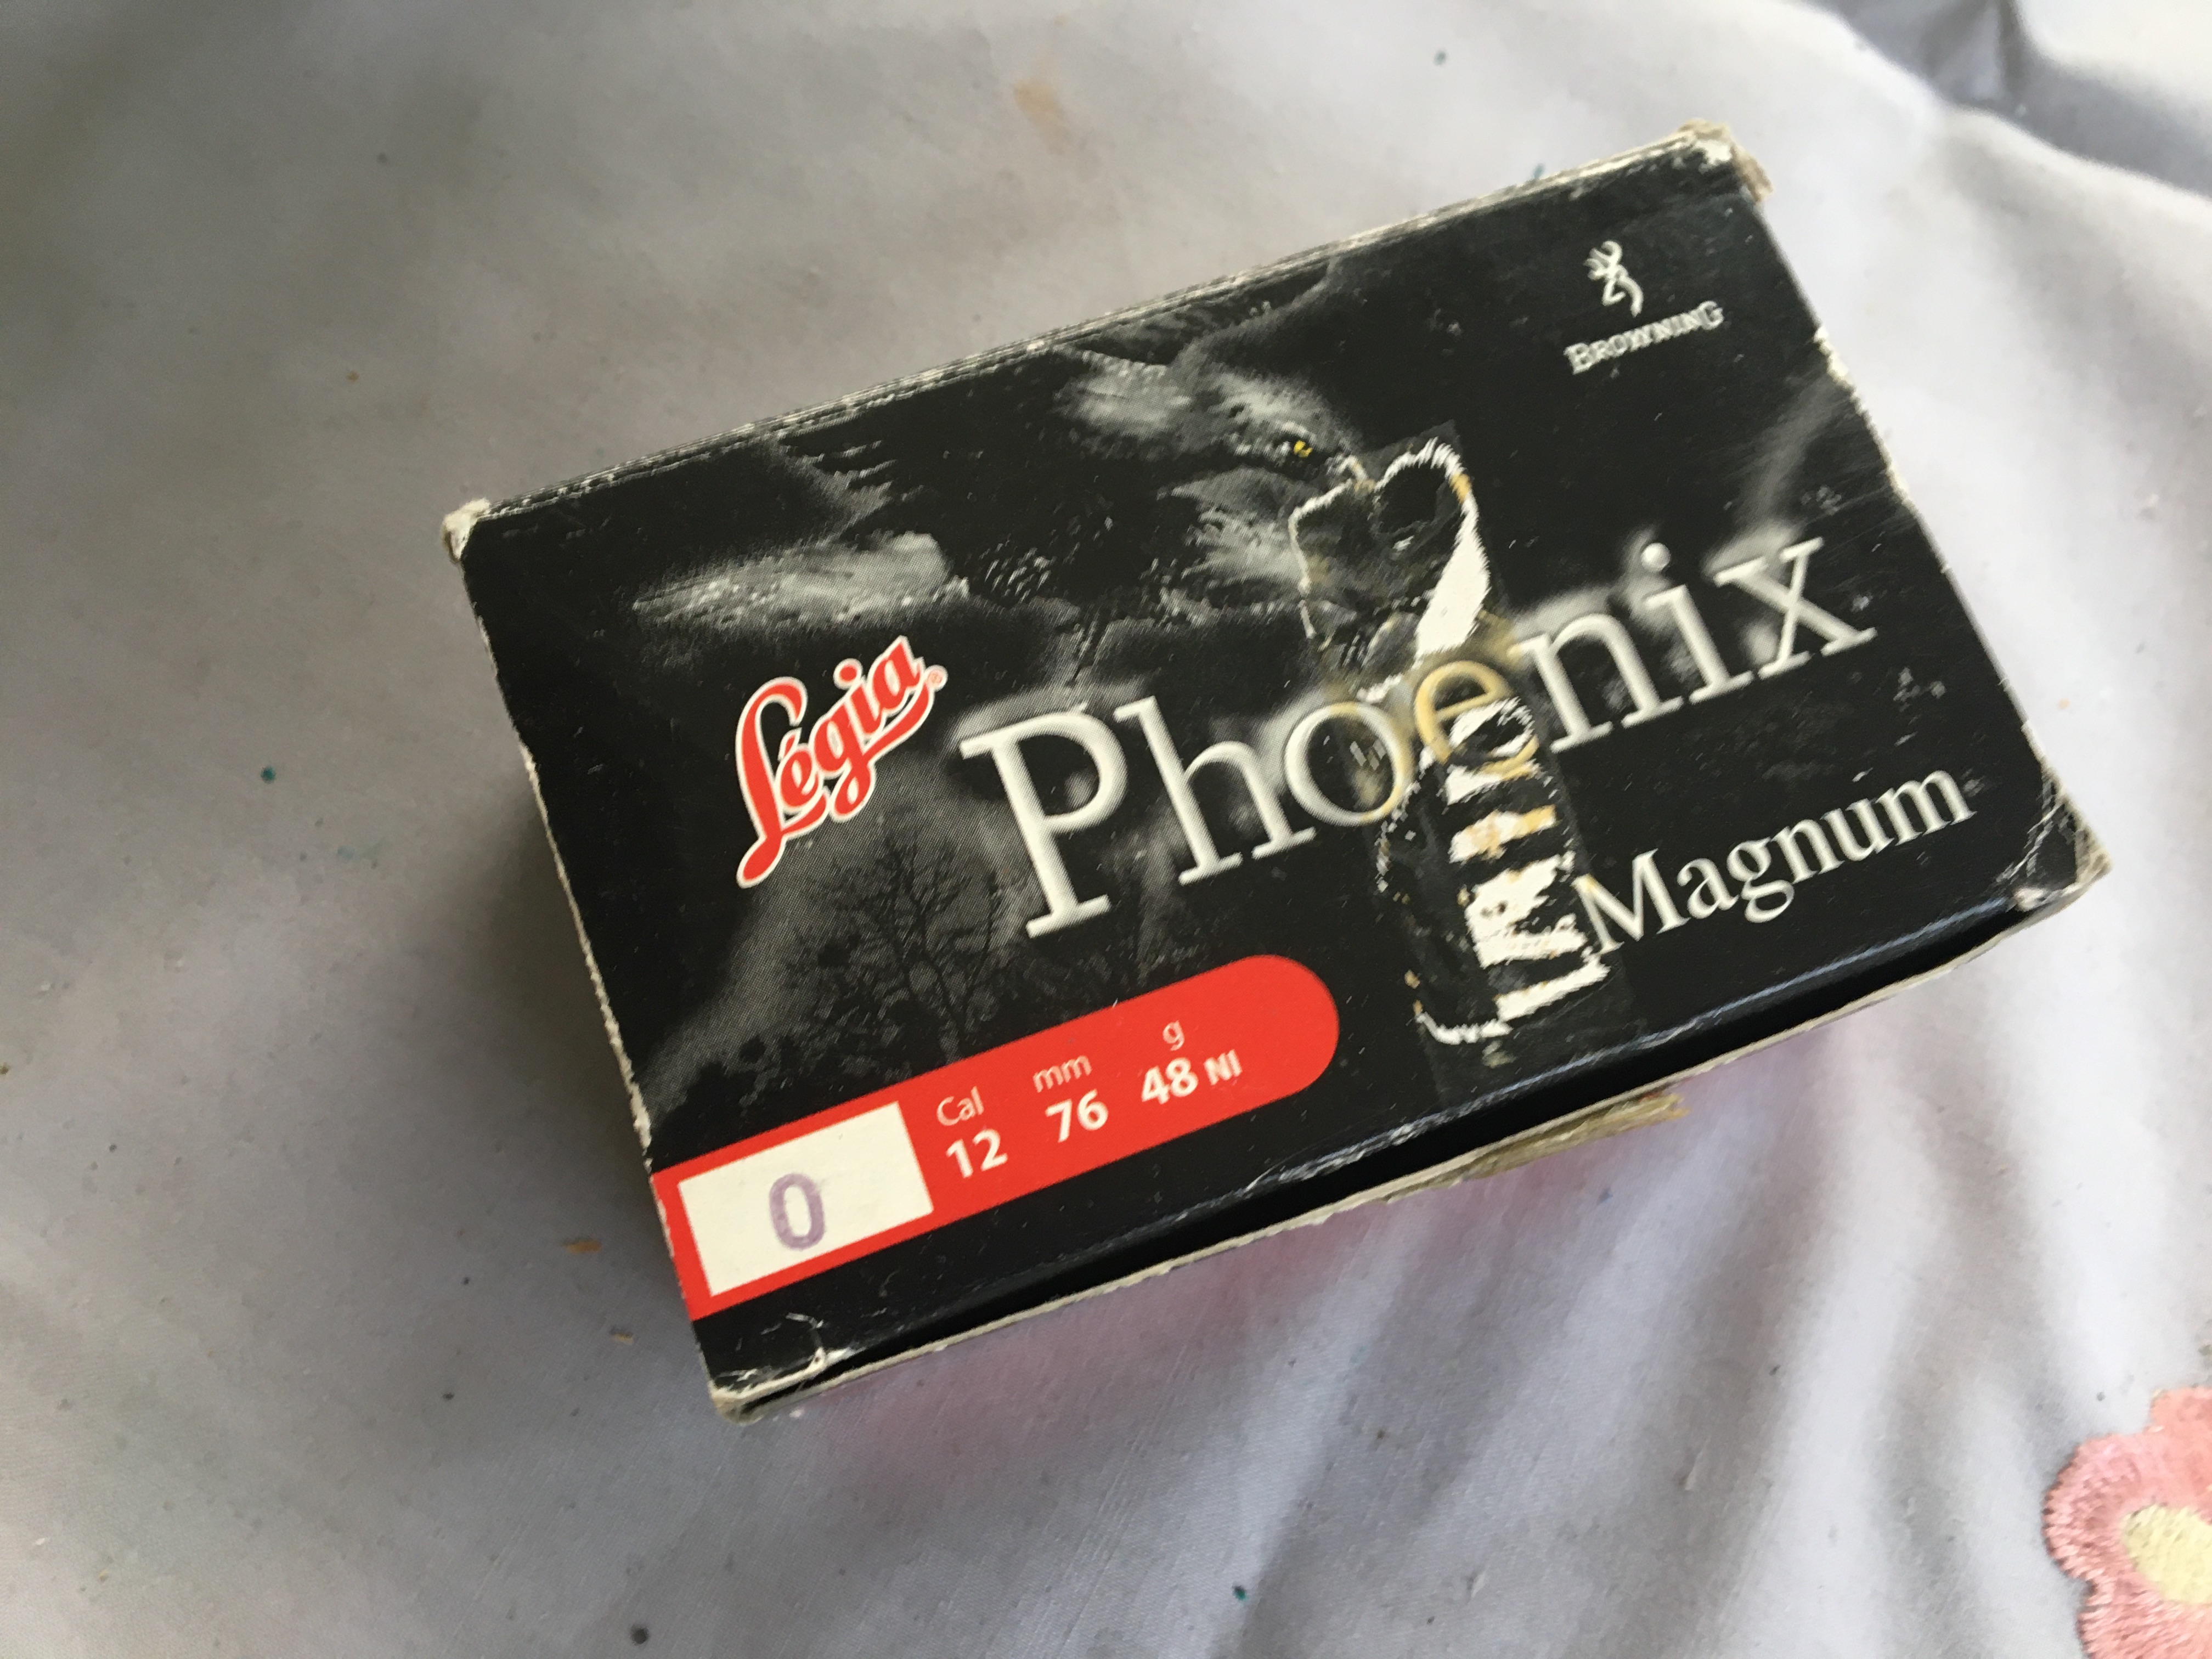 BROWNING
Légia®
Phoenix
Magnum
Cal mm g
12 76 48 NI
0